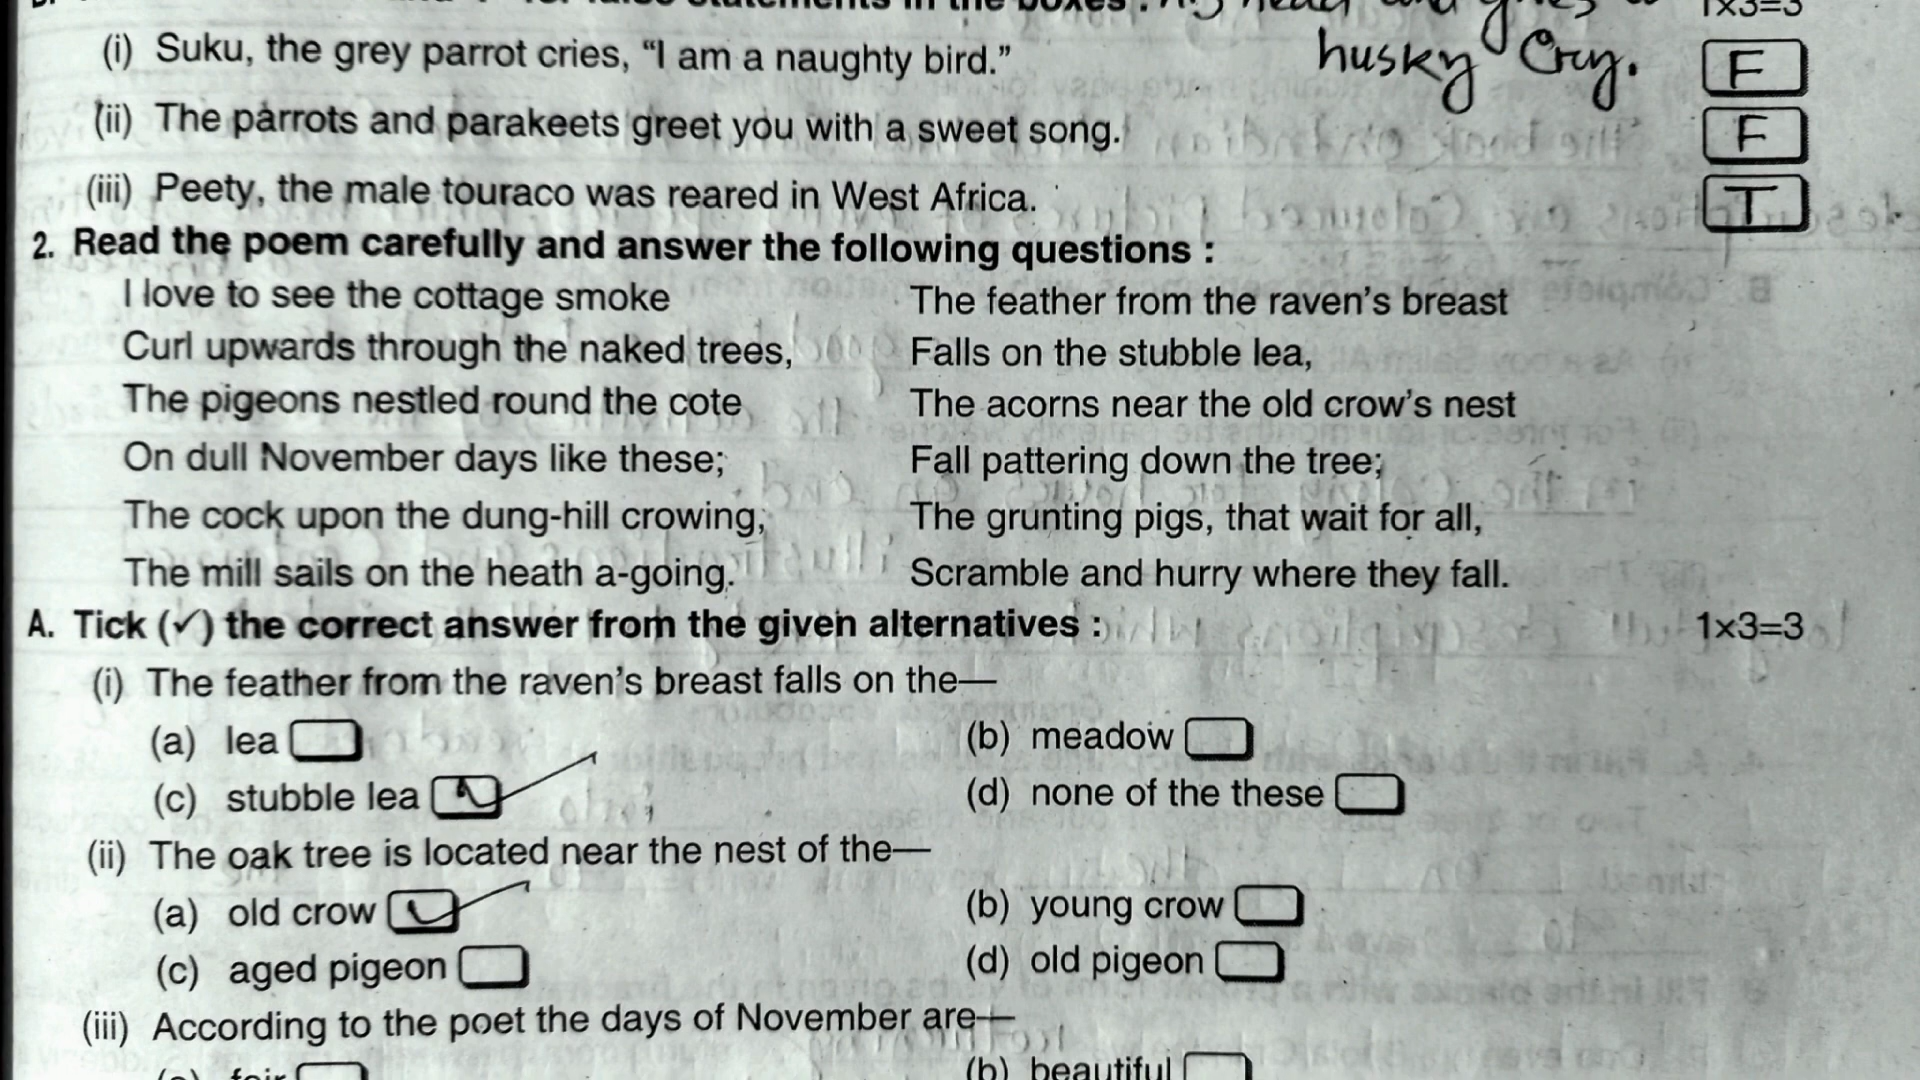 statements in the boxes :
1x3=3
(i) Suku, the grey parrot cries, "I am a naughty bird."
husky Cry.
F
(ii) The parrots and parakeets greet you with a sweet song.
F
(iii) Peety, the male touraco was reared in West Africa.
T
2. Read the poem carefully and answer the following questions :
I love to see the cottage smoke
Curl upwards through the naked trees,
The pigeons nestled round the cote
On dull November days like these;
The cock upon the dung-hill crowing,
The mill sails on the heath a-going.
The feather from the raven's breast
Falls on the stubble lea,
The acorns near the old crow's nest
Fall pattering down the tree;
The grunting pigs, that wait for all,
Scramble and hurry where they fall.
A. Tick (✓) the correct answer from the given alternatives : 1x3=3
(i) The feather from the raven's breast falls on the—
(a) lea (b) meadow
(c) stubble lea (d) none of the these
(ii) The oak tree is located near the nest of the—
(a) old crow (b) young crow
(c) aged pigeon (d) old pigeon
(iii) According to the poet the days of November are—
(a) fair (b) beautiful